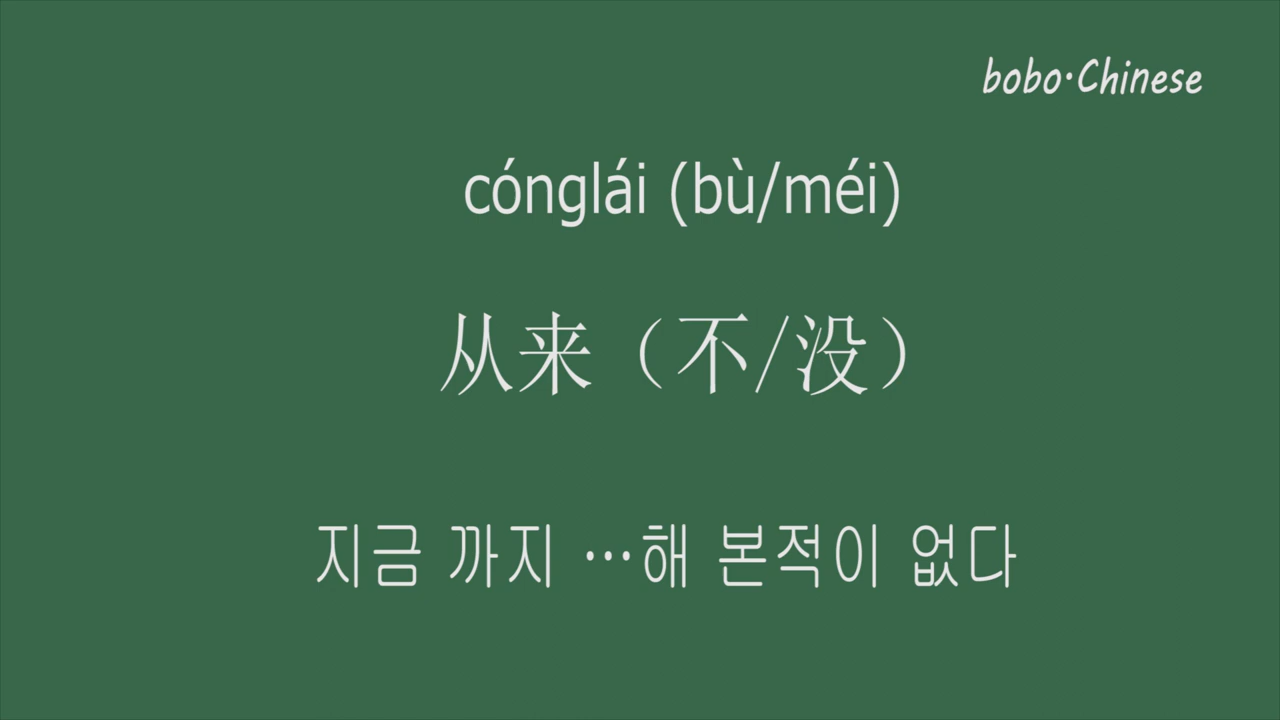 bobo·Chinese
cónglái (bù/méi)
从来（不/没）
지금 까지 …해 본적이 없다